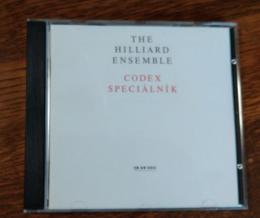 THE
HILLIARD
ENSEMBLE
CODEX
SPECIÁLNÍK